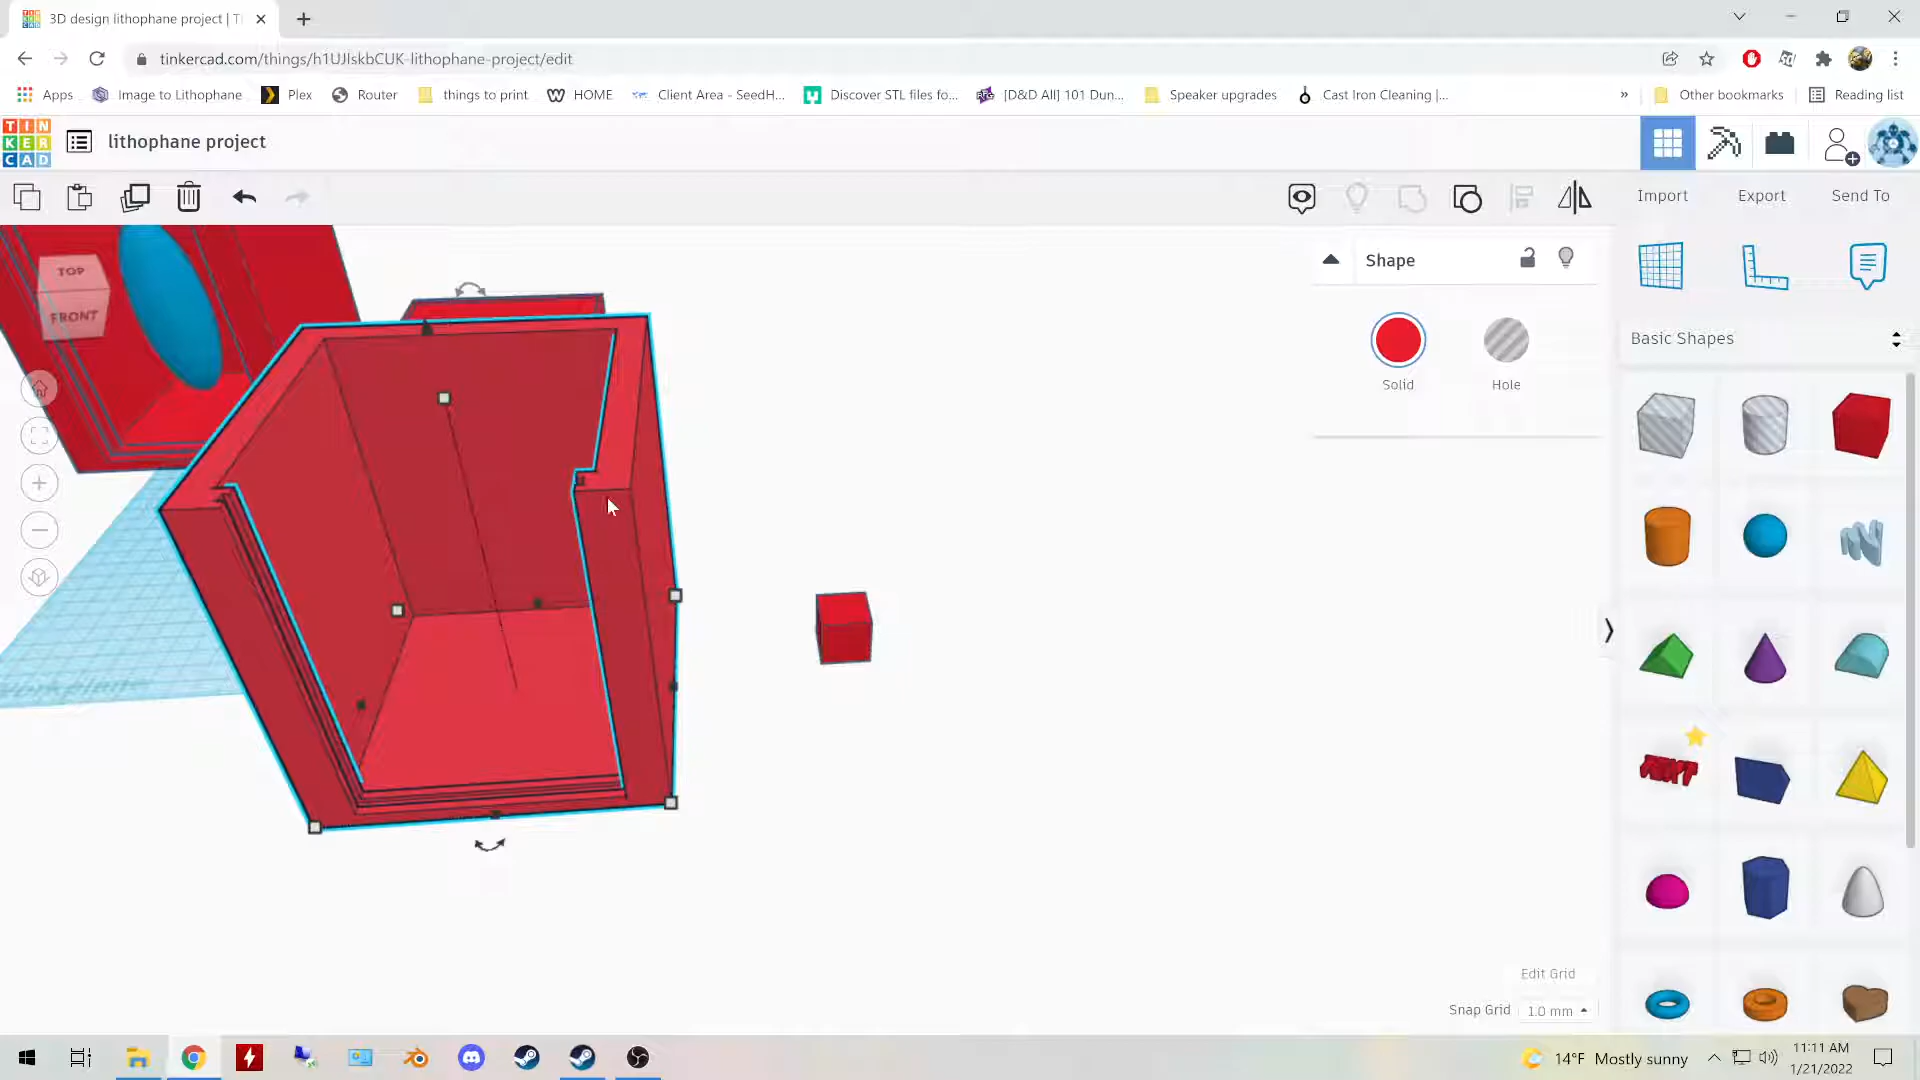 3D design lithophane project | T
tinkercad.com/things/h1UJIskbCUK-lithophane-project/edit
Apps Image to Lithophane Plex Router things to print HOME Client Area - SeedH... Discover STL files fo... [D&D All] 101 Dun... Speaker upgrades Cast Iron Cleaning |... » Other bookmarks Reading list
TIN
KER
CAD
lithophane project
Import Export Send To
TOP
FRONT
Shape
Solid Hole
Basic Shapes
Edit Grid
Snap Grid 1.0 mm
14°F Mostly sunny
11:11 AM
1/21/2022